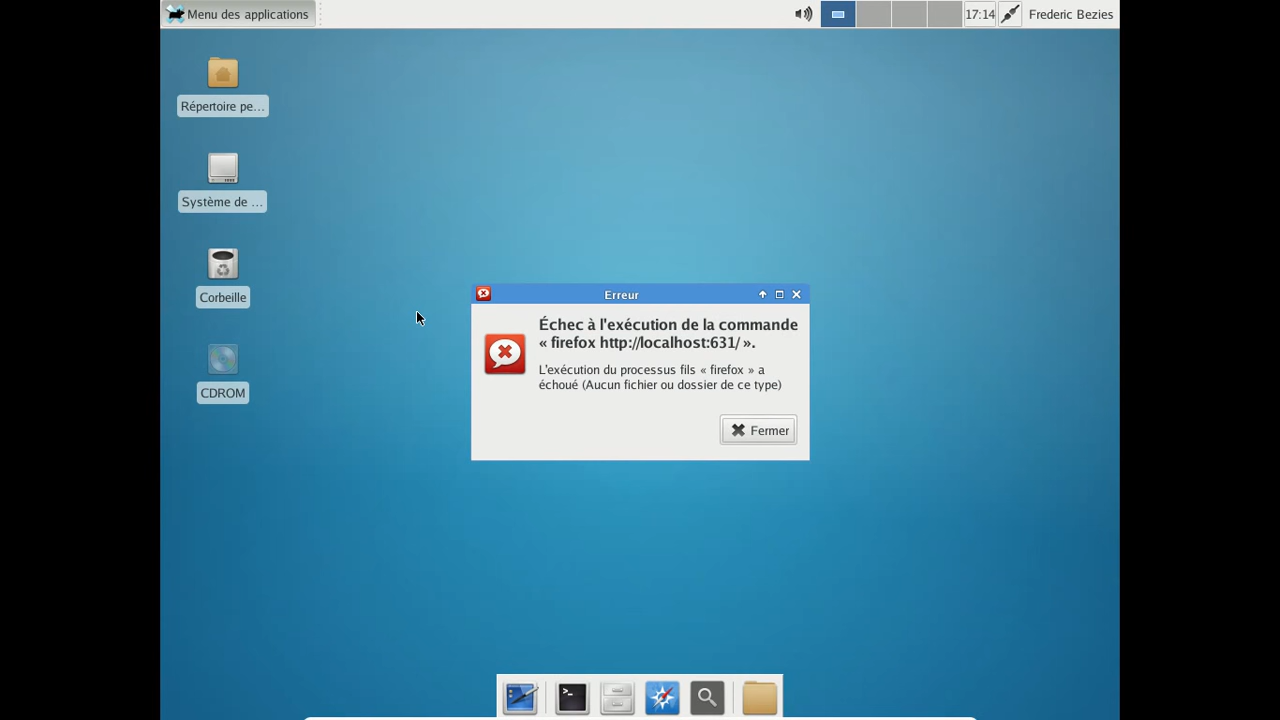 Menu des applications
17:14
Frederic Bezies
Répertoire pe...
Système de ...
Corbeille
CDROM
Erreur
Échec à l'exécution de la commande
« firefox http://localhost:631/ ».
L'exécution du processus fils « firefox » a
échoué (Aucun fichier ou dossier de ce type)
Fermer